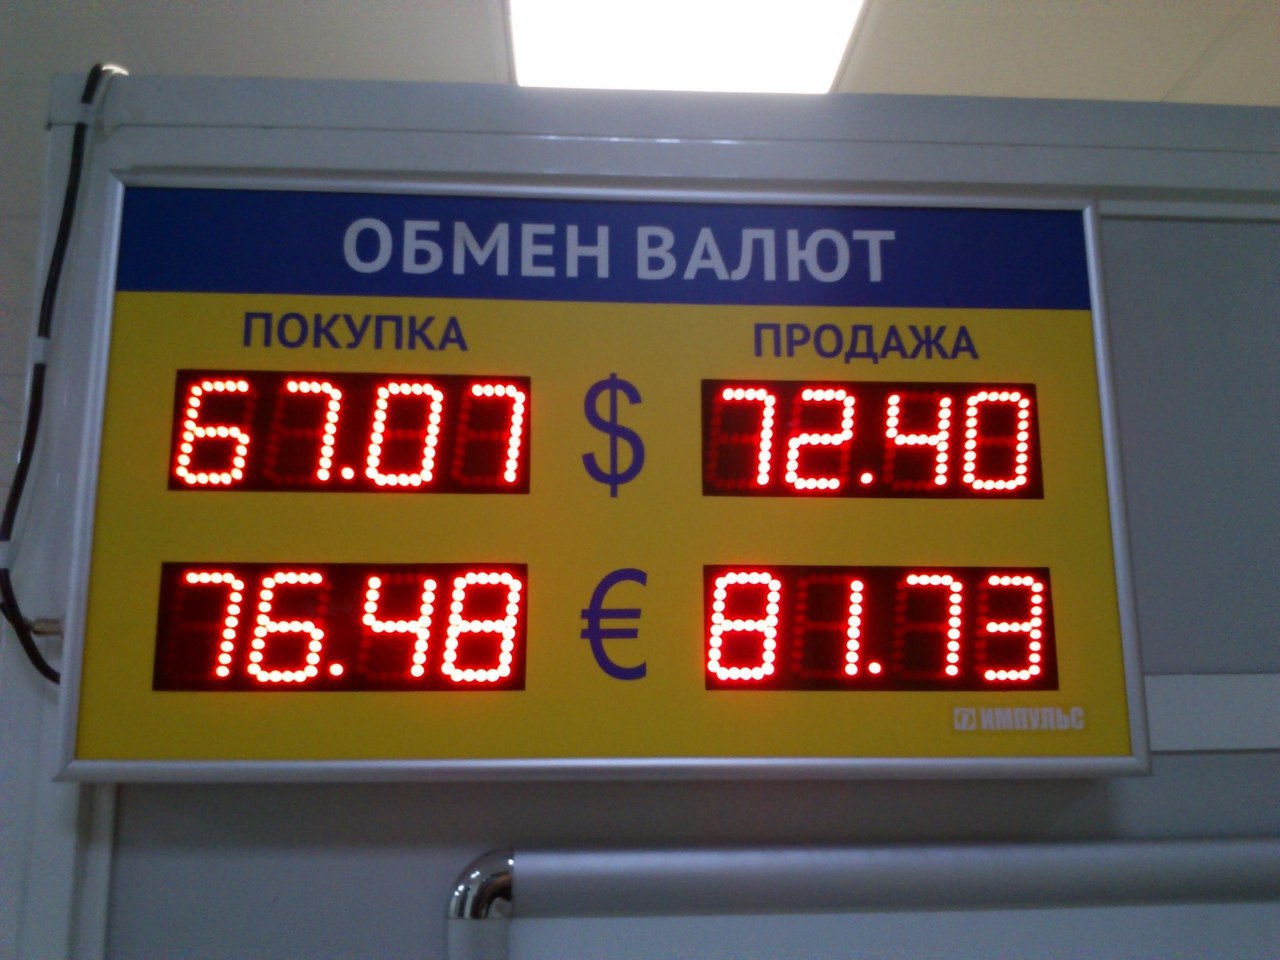 ОБМЕН ВАЛЮТ
ПОКУПКА ПРОДАЖА
67.07 $ 72.40
76.48 € 81.73
ИМПУЛЬС